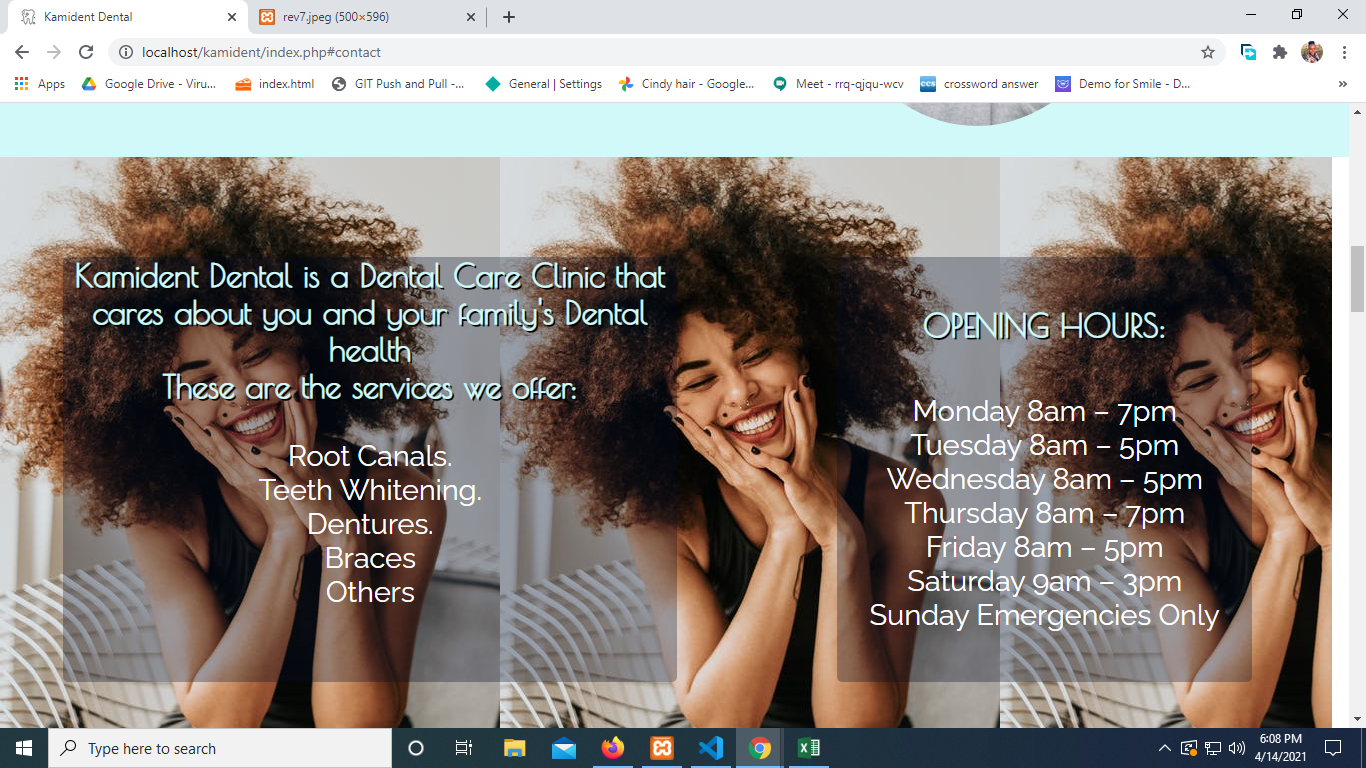 Kamident Dental
rev7.jpeg (500×596)
localhost/kamident/index.php#contact
Apps
Google Drive - Viru...
index.html
GIT Push and Pull -...
General | Settings
Cindy hair - Google...
Meet - rrq-qjqu-wcv
ccs
crossword answer
Demo for Smile - D...
»
Kamident Dental is a Dental Care Clinic that
cares about you and your family's Dental
health
These are the services we offer:
Root Canals.
Teeth Whitening.
Dentures.
Braces
Others
OPENING HOURS:
Monday 8am – 7pm
Tuesday 8am – 5pm
Wednesday 8am – 5pm
Thursday 8am – 7pm
Friday 8am – 5pm
Saturday 9am – 3pm
Sunday Emergencies Only
Type here to search
6:08 PM
4/14/2021